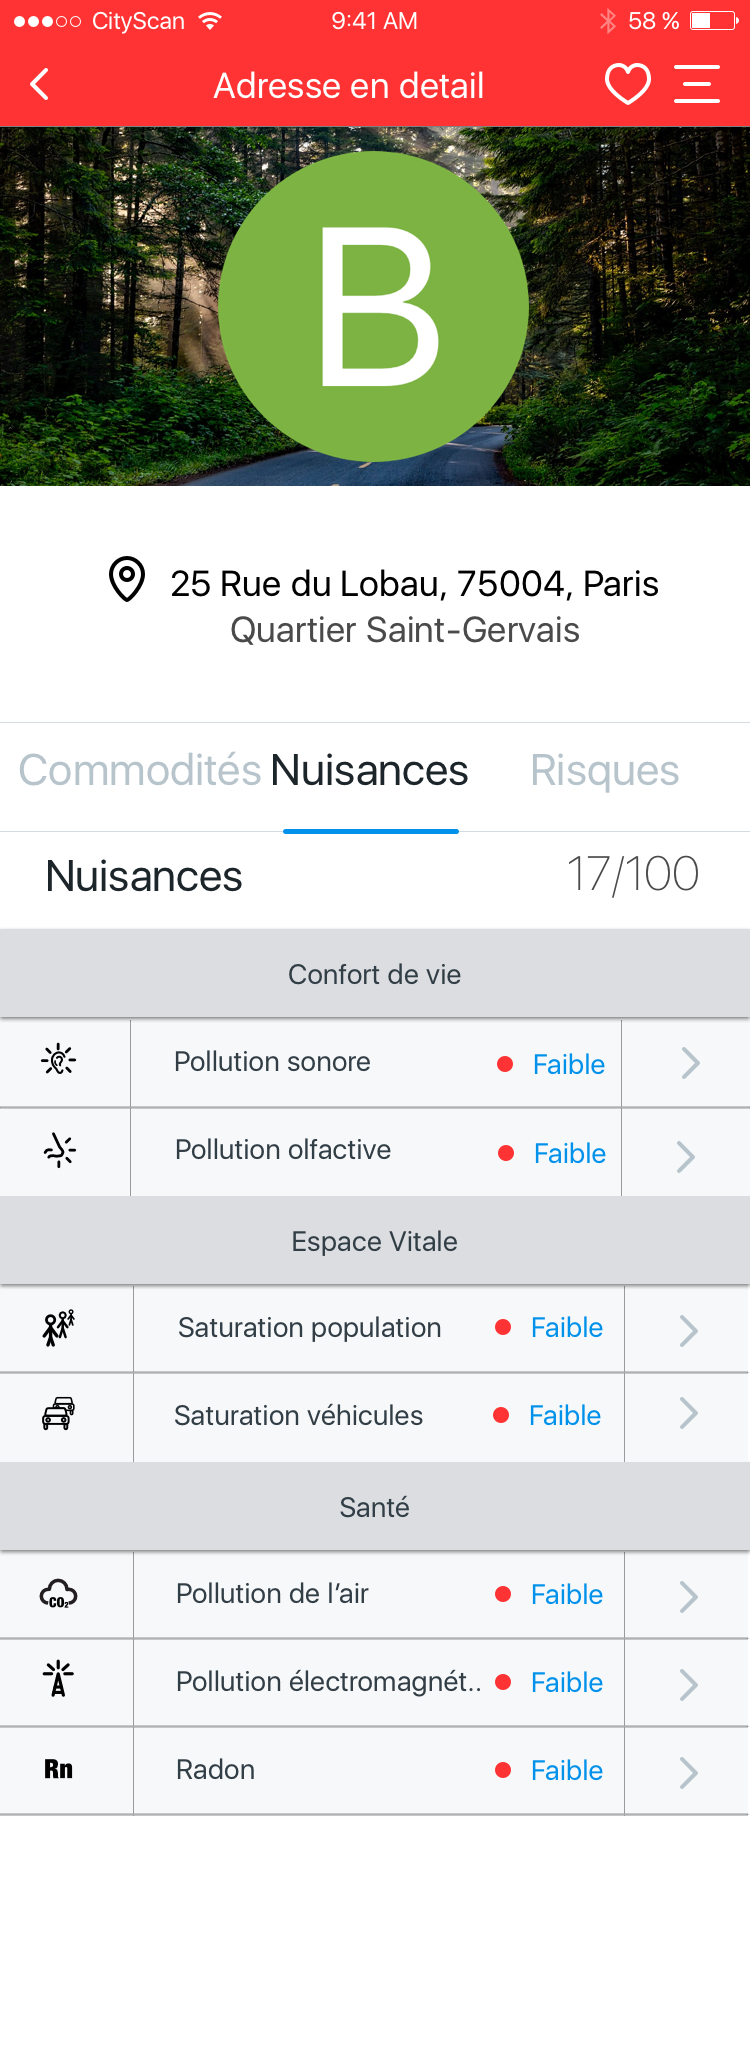 CityScan 9:41 AM 58 %
Adresse en detail
B
25 Rue du Lobau, 75004, Paris
Quartier Saint-Gervais
Commodités Nuisances Risques
Nuisances 17/100
Confort de vie
Pollution sonore Faible
Pollution olfactive Faible
Espace Vitale
Saturation population Faible
Saturation véhicules Faible
Santé
CO₂ Pollution de l’air Faible
Pollution électromagnét.. Faible
Rn Radon Faible